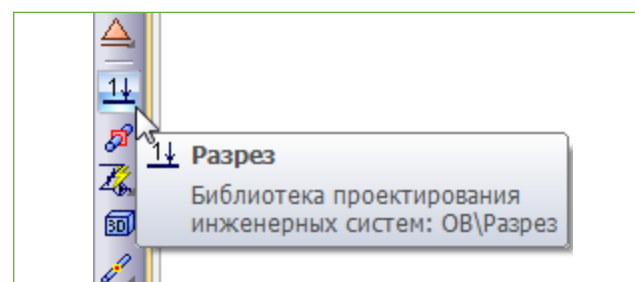 1
1 Разрез
Библиотека проектирования
инженерных систем: ОВ\Разрез
3D